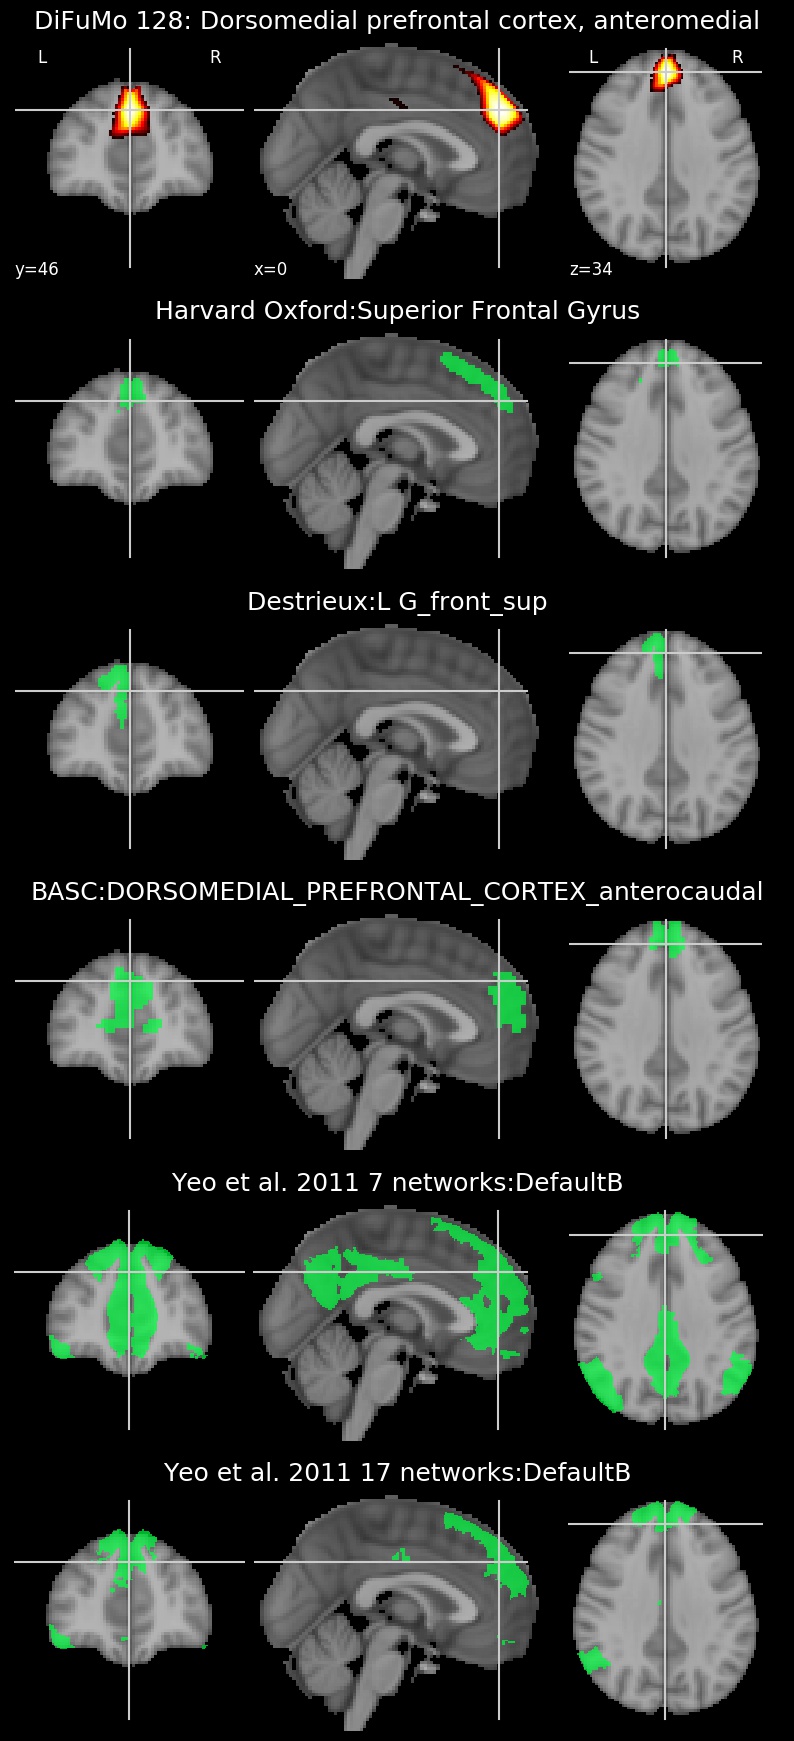 DiFuMo 128: Dorsomedial prefrontal cortex, anteromedial
L R L R
y=46 x=0 z=34
Harvard Oxford:Superior Frontal Gyrus
Destrieux:L G_front_sup
BASC:DORSOMEDIAL_PREFRONTAL_CORTEX_anterocaudal
Yeo et al. 2011 7 networks:DefaultB
Yeo et al. 2011 17 networks:DefaultB